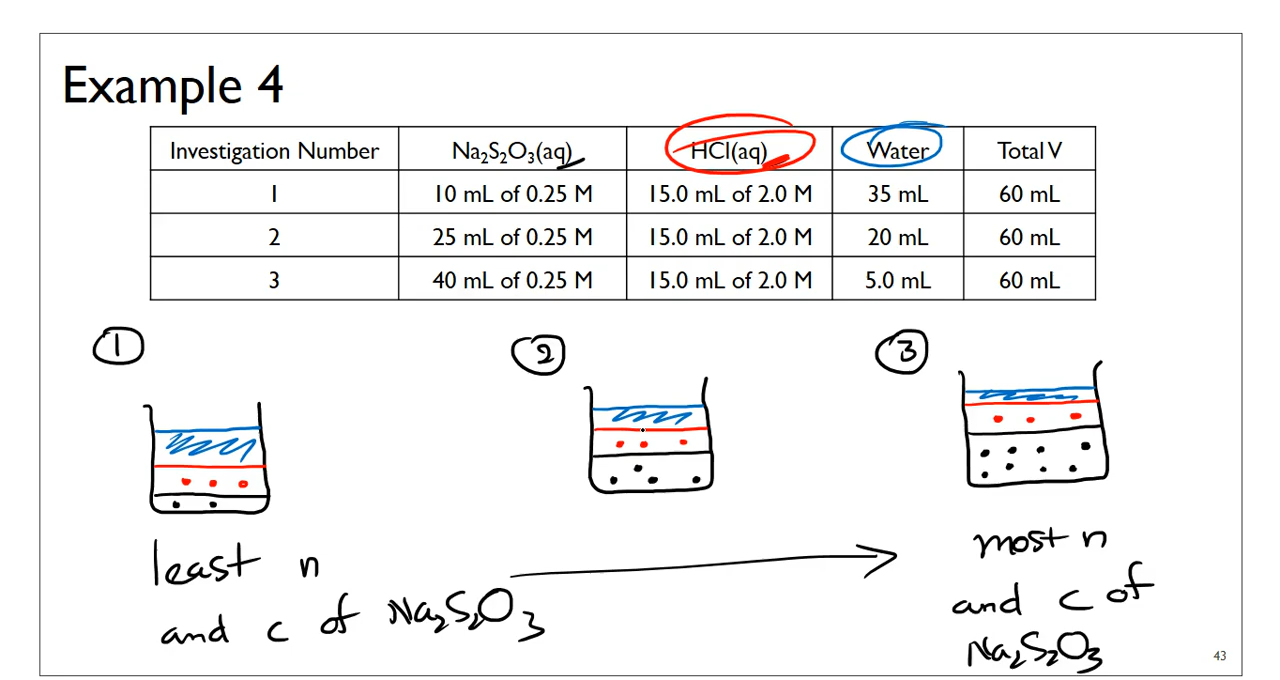 Example 4
Investigation Number Na₂S₂O₃(aq) HCl(aq) Water Total V
1 10 mL of 0.25 M 15.0 mL of 2.0 M 35 mL 60 mL
2 25 mL of 0.25 M 15.0 mL of 2.0 M 20 mL 60 mL
3 40 mL of 0.25 M 15.0 mL of 2.0 M 5.0 mL 60 mL
1 2 3
least n
and c of Na₂S₂O₃
most n
and c of
Na₂S₂O₃
43